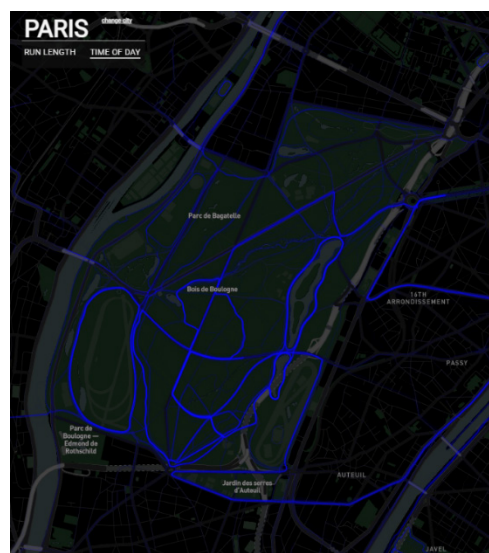 PARIS
change city
RUN LENGTH
TIME OF DAY
Parc de Bagatelle
Bois de Boulogne
16TH
ARRONDISSEMENT
PASSY
Parc de
Boulogne —
Edmond de
Rothschild
AUTEUIL
Jardin des serres
d'Auteuil
JAVEL